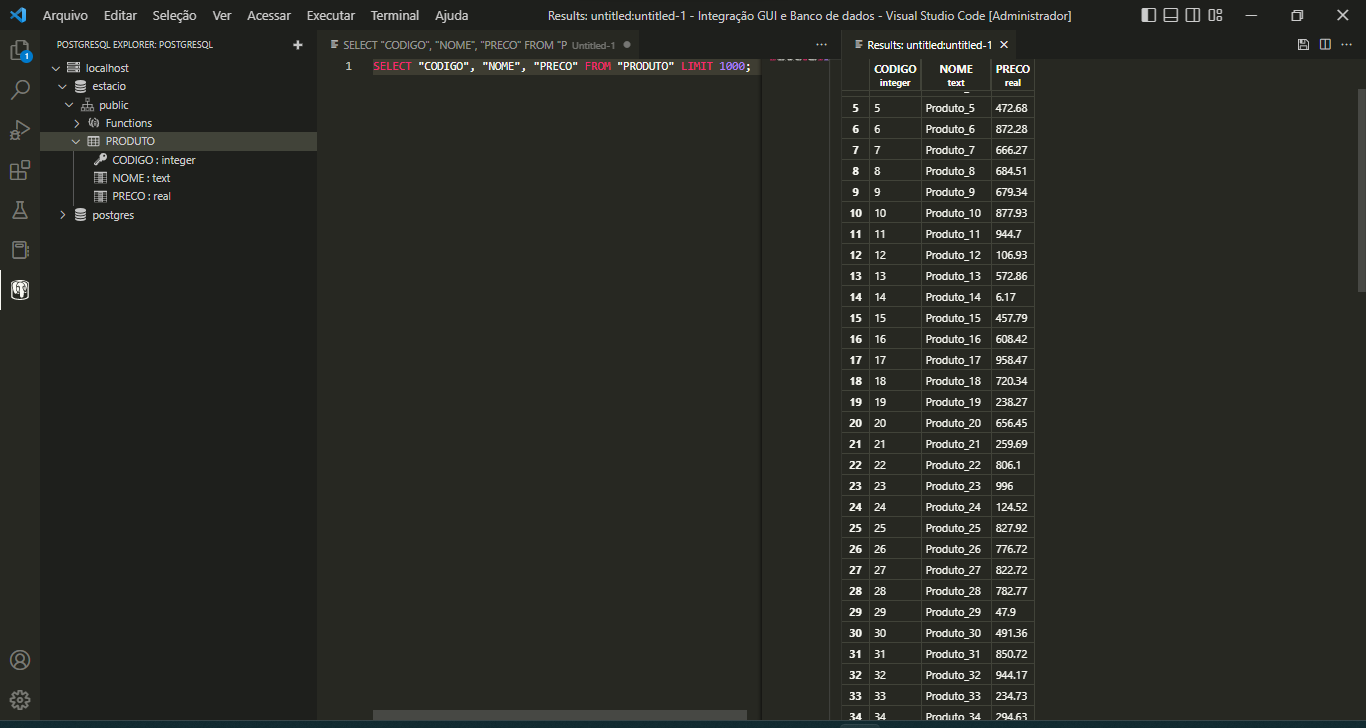 Arquivo Editar Seleção Ver Acessar Executar Terminal Ajuda Results: untitled:untitled-1 - Integração GUI e Banco de dados - Visual Studio Code [Administrador]
POSTGRESQL EXPLORER: POSTGRESQL
localhost
estacio
public
Functions
PRODUTO
CODIGO : integer
NOME : text
PRECO : real
postgres
1
SELECT "CODIGO", "NOME", "PRECO" FROM "P Untitled-1
1 SELECT "CODIGO", "NOME", "PRECO" FROM "PRODUTO" LIMIT 1000;
Results: untitled:untitled-1
CODIGO NOME PRECO
integer text real
5 5 Produto_5 472.68
6 6 Produto_6 872.28
7 7 Produto_7 666.27
8 8 Produto_8 684.51
9 9 Produto_9 679.34
10 10 Produto_10 877.93
11 11 Produto_11 944.7
12 12 Produto_12 106.93
13 13 Produto_13 572.86
14 14 Produto_14 6.17
15 15 Produto_15 457.79
16 16 Produto_16 608.42
17 17 Produto_17 958.47
18 18 Produto_18 720.34
19 19 Produto_19 238.27
20 20 Produto_20 656.45
21 21 Produto_21 259.69
22 22 Produto_22 806.1
23 23 Produto_23 996
24 24 Produto_24 124.52
25 25 Produto_25 827.92
26 26 Produto_26 776.72
27 27 Produto_27 822.72
28 28 Produto_28 782.77
29 29 Produto_29 47.9
30 30 Produto_30 491.36
31 31 Produto_31 850.72
32 32 Produto_32 944.17
33 33 Produto_33 234.73
34 34 Produto_34 294.63